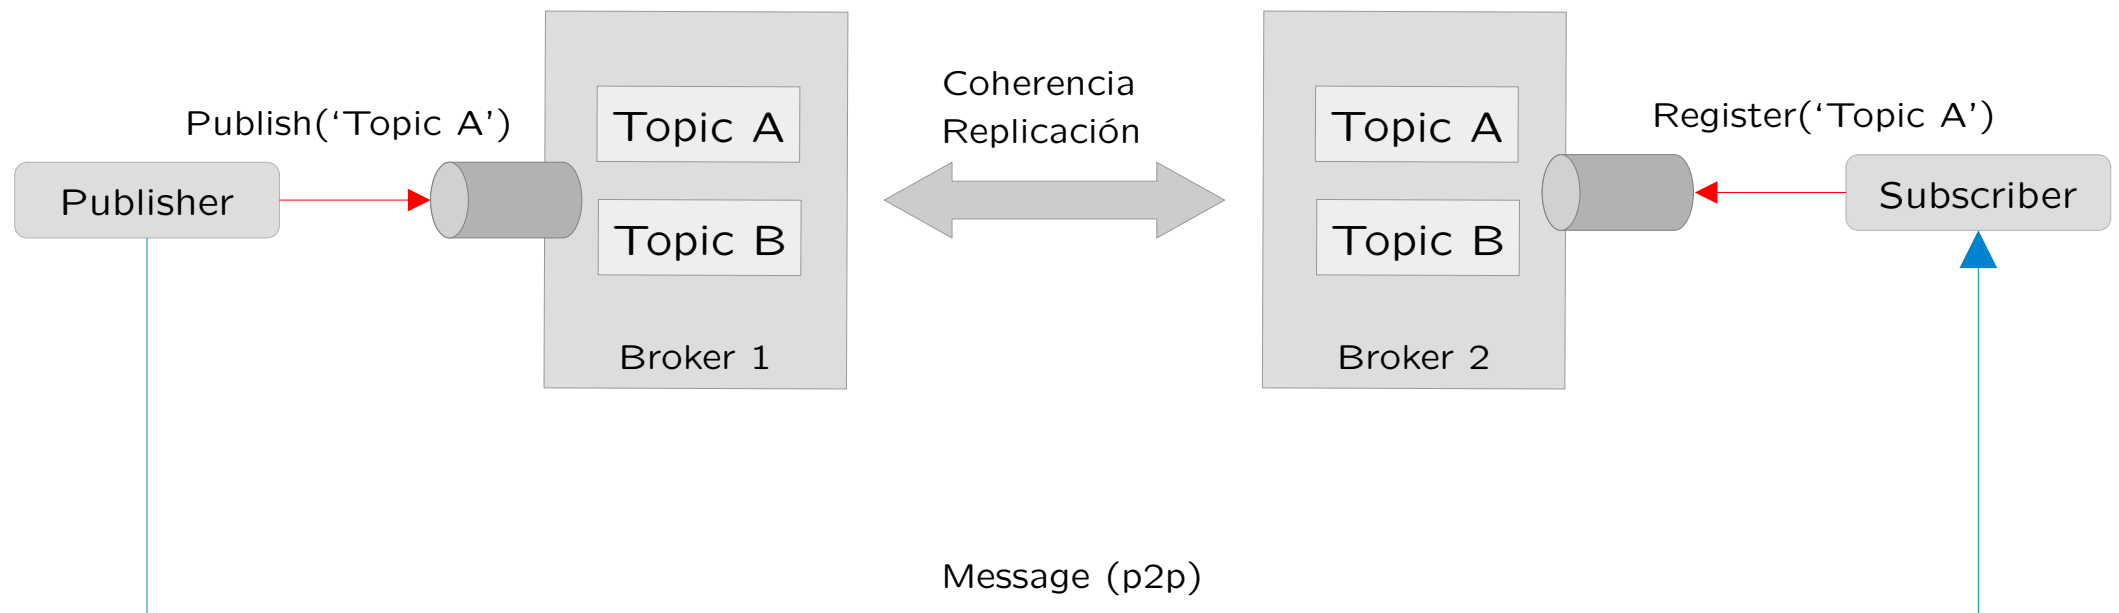 Publish(‘Topic A’)
Publisher
Topic A
Topic B
Broker 1
Coherencia
Replicación
Topic A
Topic B
Broker 2
Register(‘Topic A’)
Subscriber
Message (p2p)